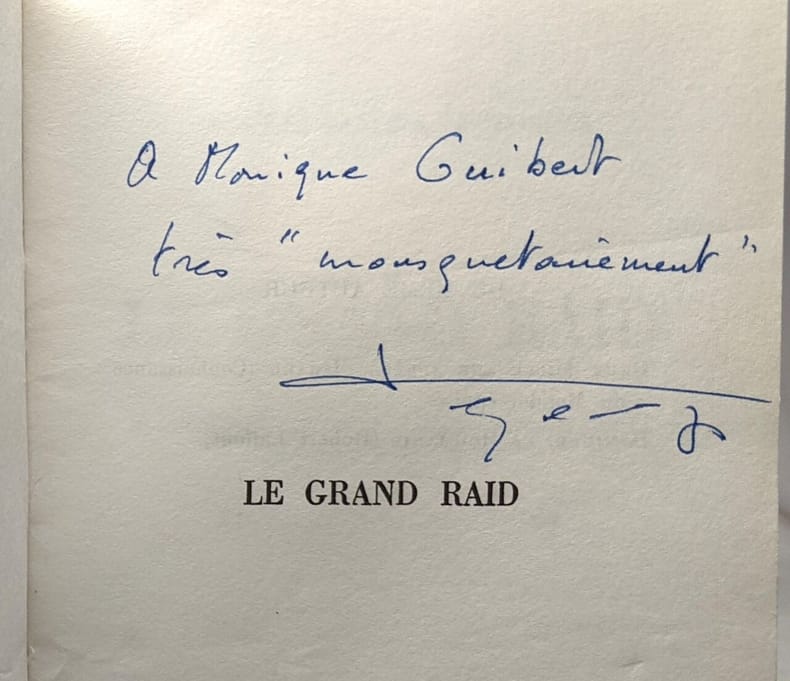 A Monique Guibert
très "mousquetairement"
LE GRAND RAID